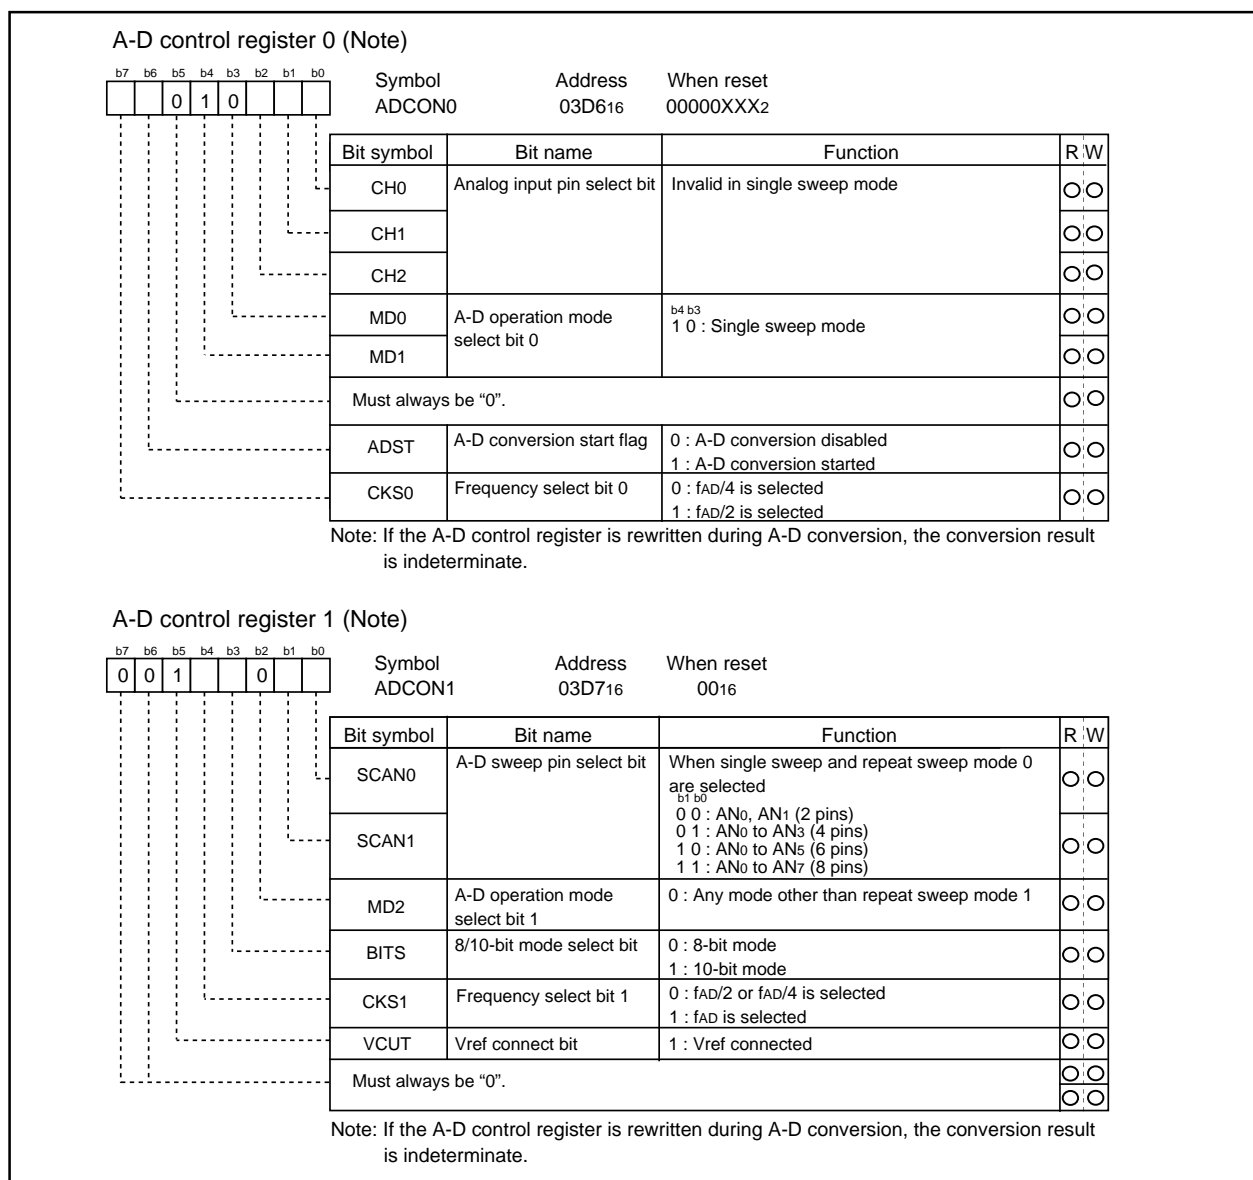 A-D control register 0 (Note)
b7 b6 b5 b4 b3 b2 b1 b0
0 1 0
Symbol Address When reset
ADCON0 03D616 00000XXX2
Bit symbol Bit name Function R W
CH0 Analog input pin select bit Invalid in single sweep mode
CH1
CH2
MD0 A-D operation mode select bit 0 b4 b3
1 0 : Single sweep mode
MD1
Must always be “0”.
ADST A-D conversion start flag 0 : A-D conversion disabled
1 : A-D conversion started
CKS0 Frequency select bit 0 0 : fAD/4 is selected
1 : fAD/2 is selected
Note: If the A-D control register is rewritten during A-D conversion, the conversion result
is indeterminate.
A-D control register 1 (Note)
b7 b6 b5 b4 b3 b2 b1 b0
0 0 1 0
Symbol Address When reset
ADCON1 03D716 0016
Bit symbol Bit name Function R W
SCAN0 A-D sweep pin select bit When single sweep and repeat sweep mode 0
are selected
b1 b0
0 0 : AN0, AN1 (2 pins)
0 1 : AN0 to AN3 (4 pins)
1 0 : AN0 to AN5 (6 pins)
1 1 : AN0 to AN7 (8 pins)
SCAN1
MD2 A-D operation mode
select bit 1 0 : Any mode other than repeat sweep mode 1
BITS 8/10-bit mode select bit 0 : 8-bit mode
1 : 10-bit mode
CKS1 Frequency select bit 1 0 : fAD/2 or fAD/4 is selected
1 : fAD is selected
VCUT Vref connect bit 1 : Vref connected
Must always be “0”.
Note: If the A-D control register is rewritten during A-D conversion, the conversion result
is indeterminate.